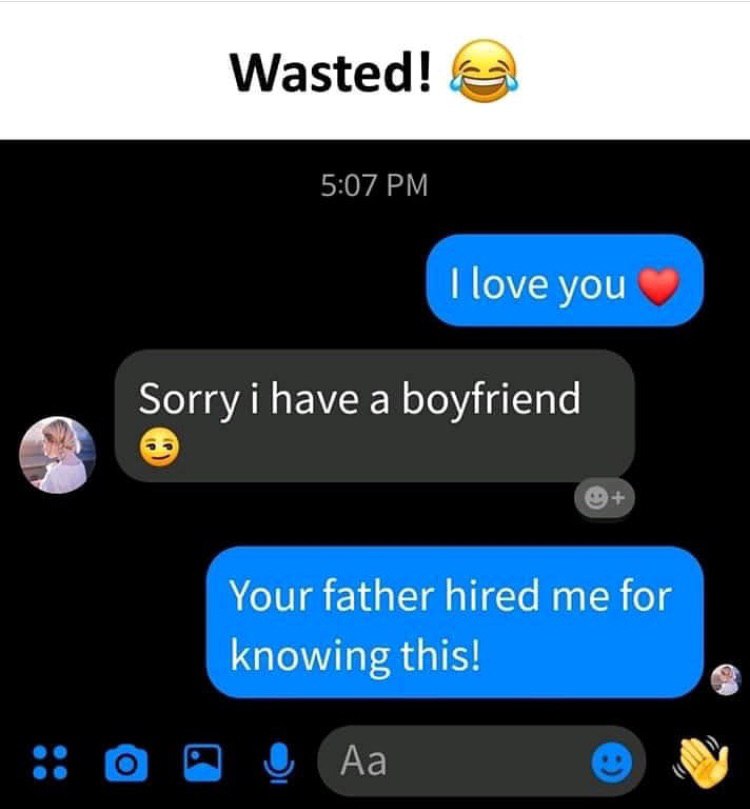 Wasted! 😂
5:07 PM
I love you ❤️
Sorry i have a boyfriend
😏
Your father hired me for
knowing this!
Aa